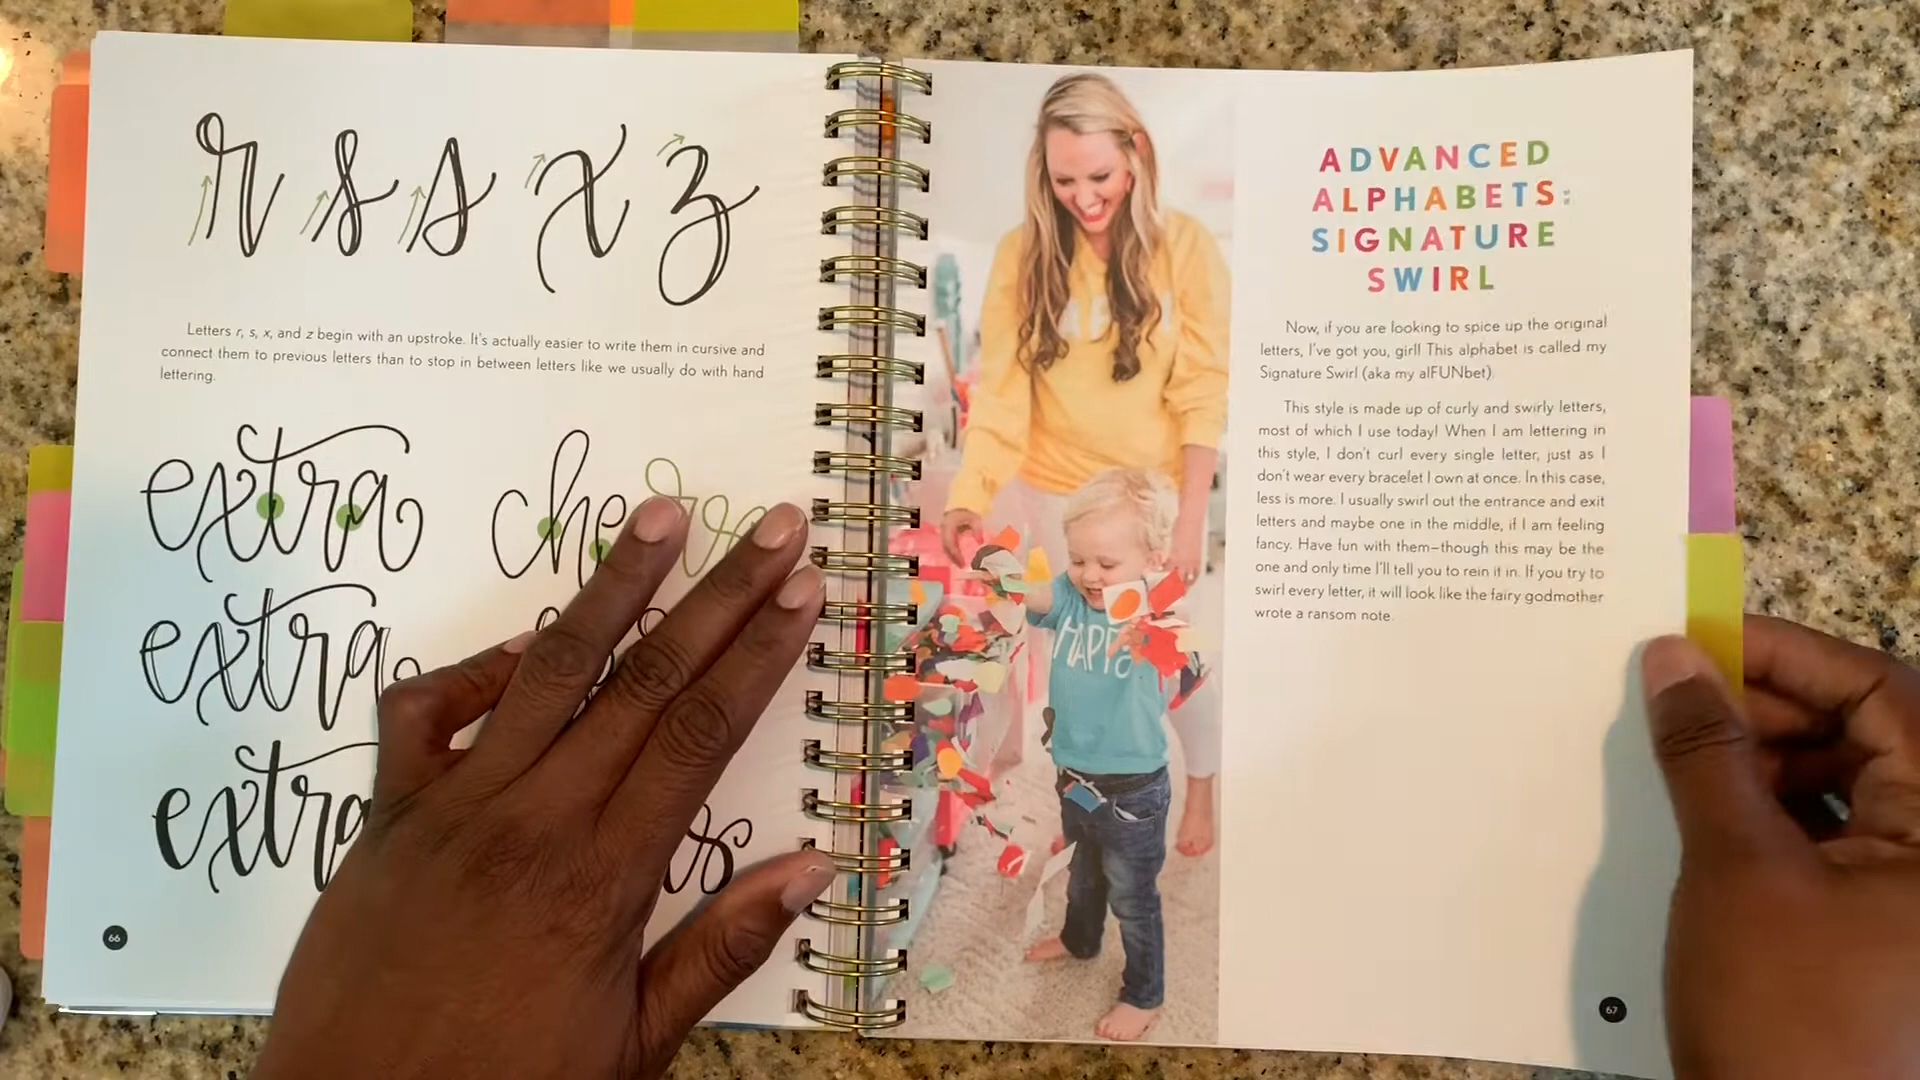 r s s x z
Letters r, s, x, and z begin with an upstroke. It's actually easier to write them in cursive and
connect them to previous letters than to stop in between letters like we usually do with hand
lettering.
extra
extra
extra
66
ADVANCED
ALPHABETS:
SIGNATURE
SWIRL
Now, if you are looking to spice up the original
letters, I've got you, girl! This alphabet is called my
Signature Swirl (aka my alFUNbet).
This style is made up of curly and swirly letters,
most of which I use today! When I am lettering in
this style, I don't curl every single letter, just as I
don't wear every bracelet I own at once. In this case,
less is more. I usually swirl out the entrance and exit
letters and maybe one in the middle, if I am feeling
fancy. Have fun with them—though this may be the
one and only time I'll tell you to rein it in. If you try to
swirl every letter, it will look like the fairy godmother
wrote a ransom note.
HAPPY
67